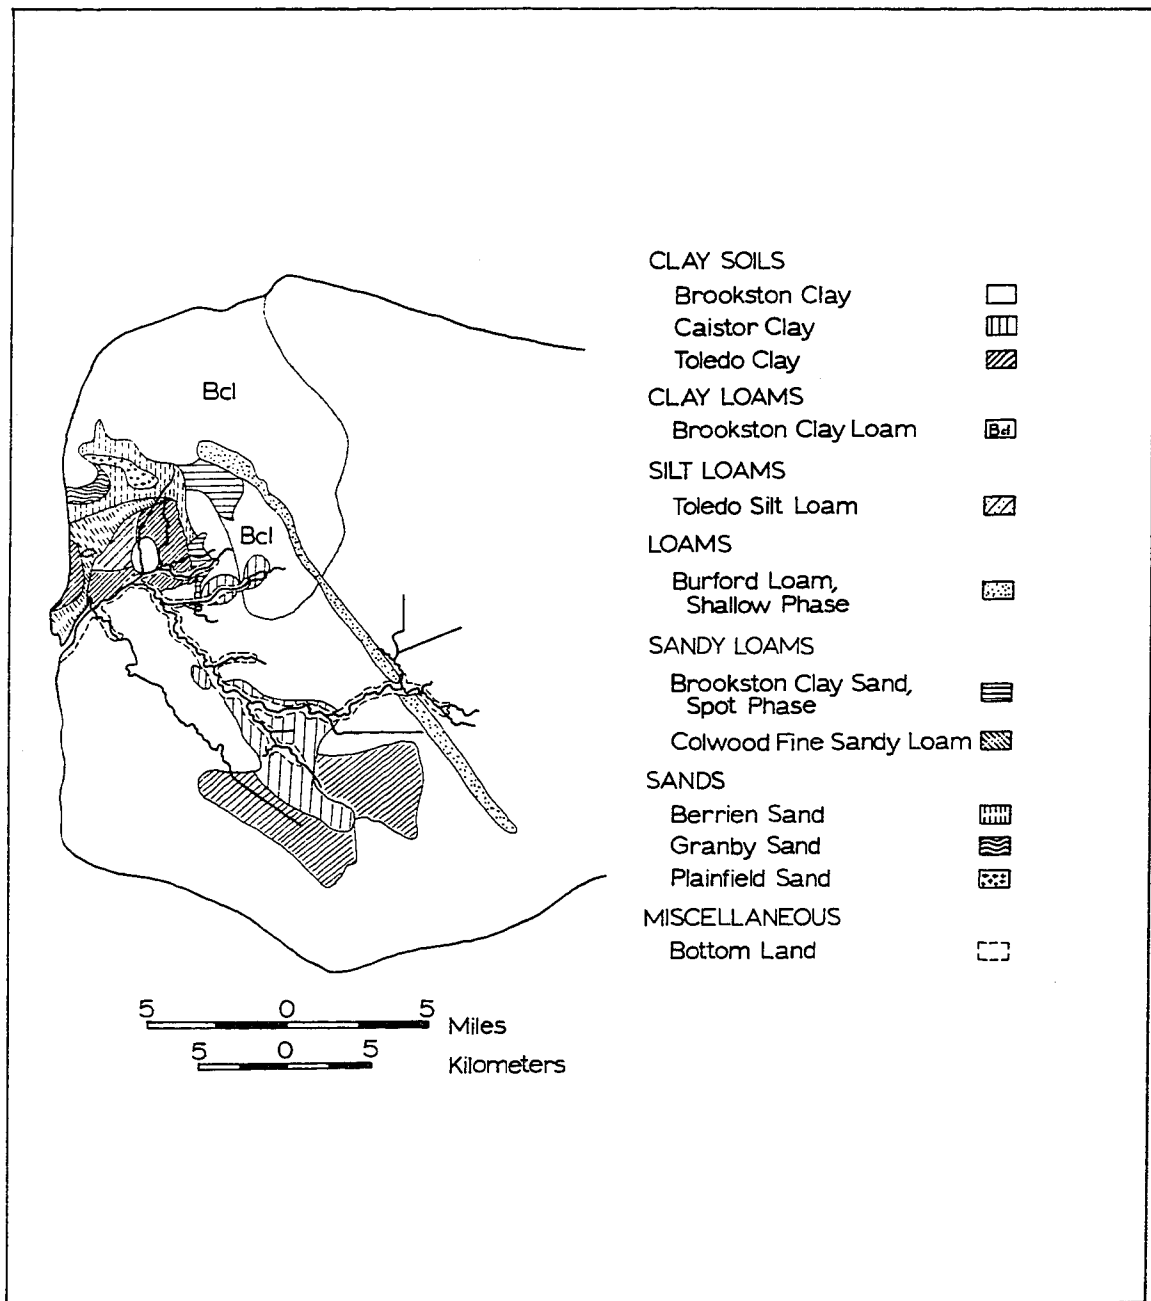 Bcl
Bcl
CLAY SOILS
Brookston Clay
Caistor Clay
Toledo Clay
CLAY LOAMS
Brookston Clay Loam Bcl
SILT LOAMS
Toledo Silt Loam
LOAMS
Burford Loam,
Shallow Phase
SANDY LOAMS
Brookston Clay Sand,
Spot Phase
Colwood Fine Sandy Loam
SANDS
Berrien Sand
Granby Sand
Plainfield Sand
MISCELLANEOUS
Bottom Land
5 0 5 Miles
5 0 5 Kilometers